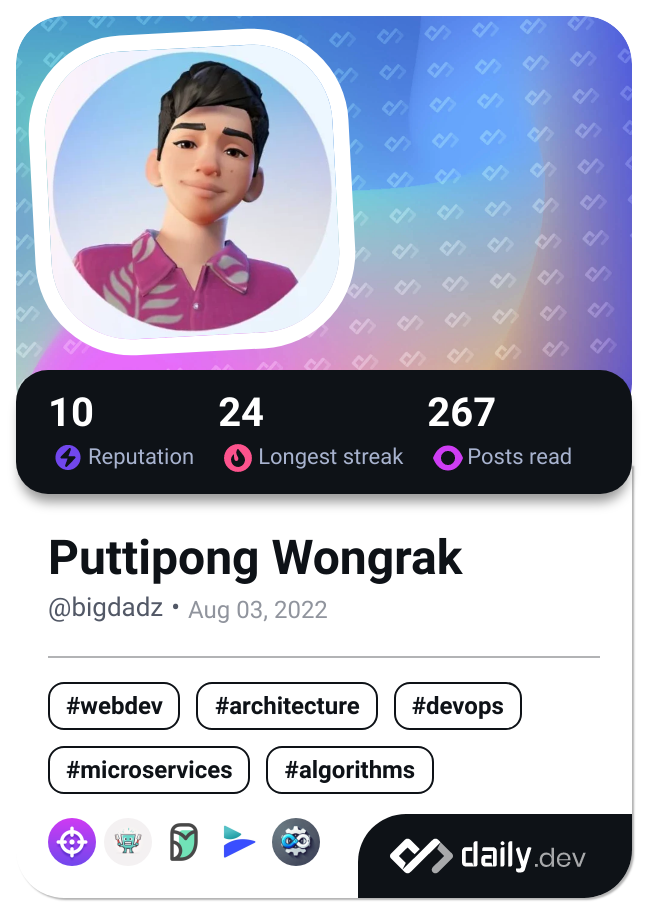 10 24 267
Reputation Longest streak Posts read
Puttipong Wongrak
@bigdadz • Aug 03, 2022
#webdev #architecture #devops
#microservices #algorithms
daily.dev